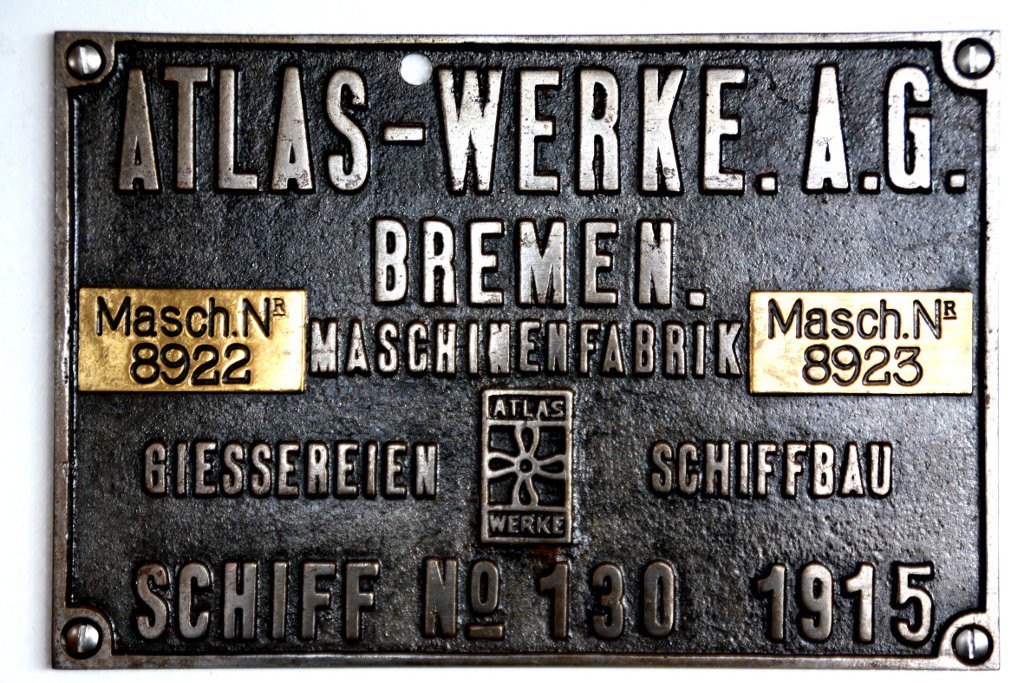 ATLAS-WERKE. A.G.
BREMEN.
Masch.Nᴿ
8922
MASCHINENFABRIK
Masch.Nᴿ
8923
ATLAS
WERKE
GIESSEREIEN
SCHIFFBAU
SCHIFF Nº 130 1915